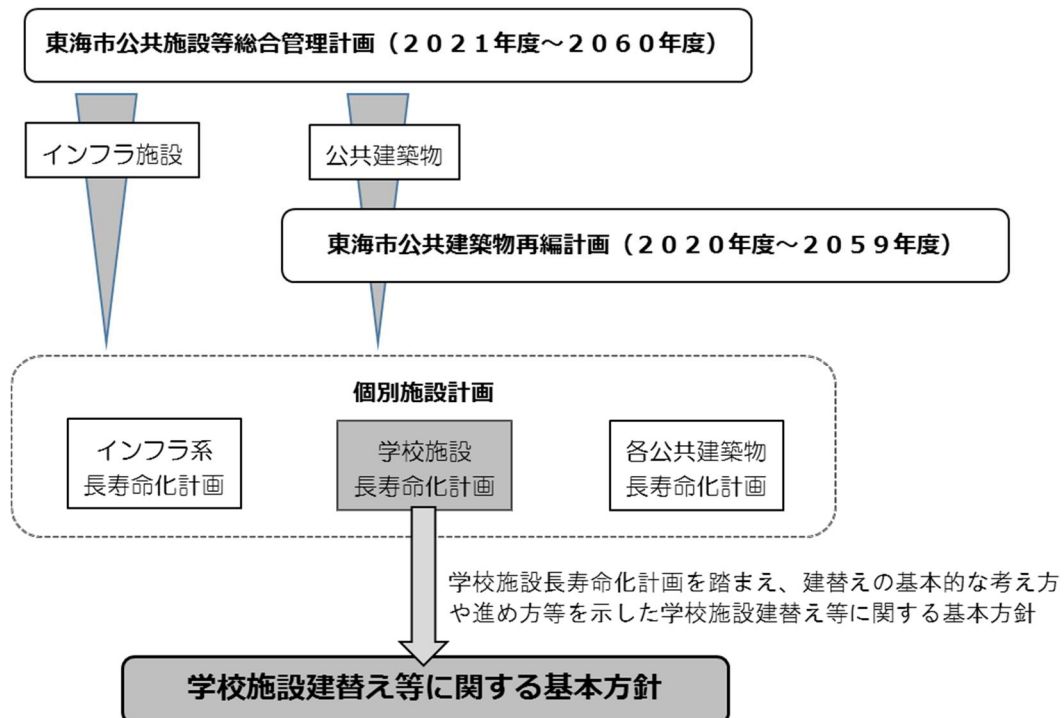 東海市公共施設等総合管理計画（２０２１年度～２０６０年度）
インフラ施設
公共建築物
東海市公共建築物再編計画（２０２０年度～２０５９年度）
個別施設計画
インフラ系
長寿命化計画
学校施設
長寿命化計画
各公共建築物
長寿命化計画
学校施設長寿命化計画を踏まえ、建替えの基本的な考え方
や進め方等を示した学校施設建替え等に関する基本方針
学校施設建替え等に関する基本方針